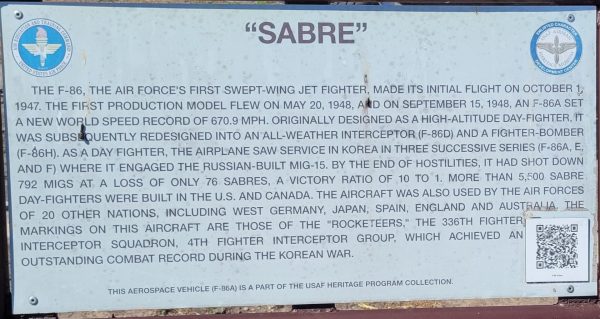 "SABRE"
THE F-86, THE AIR FORCE'S FIRST SWEPT-WING JET FIGHTER, MADE ITS INITIAL FLIGHT ON OCTOBER 1,
1947. THE FIRST PRODUCTION MODEL FLEW ON MAY 20, 1948, AND ON SEPTEMBER 15, 1948, AN F-86A SET
A NEW WORLD SPEED RECORD OF 670.9 MPH. ORIGINALLY DESIGNED AS A HIGH-ALTITUDE DAY-FIGHTER, IT
WAS SUBSEQUENTLY REDESIGNED INTO AN ALL-WEATHER INTERCEPTOR (F-86D) AND A FIGHTER-BOMBER
(F-86H). AS A DAY FIGHTER, THE AIRPLANE SAW SERVICE IN KOREA IN THREE SUCCESSIVE SERIES (F-86A, E,
AND F) WHERE IT ENGAGED THE RUSSIAN-BUILT MIG-15. BY THE END OF HOSTILITIES, IT HAD SHOT DOWN
792 MIGS AT A LOSS OF ONLY 76 SABRES, A VICTORY RATIO OF 10 TO 1. MORE THAN 5,500 SABRE
DAY-FIGHTERS WERE BUILT IN THE U.S. AND CANADA. THE AIRCRAFT WAS ALSO USED BY THE AIR FORCES
OF 20 OTHER NATIONS, INCLUDING WEST GERMANY, JAPAN, SPAIN, ENGLAND AND AUSTRALIA. THE
MARKINGS ON THIS AIRCRAFT ARE THOSE OF THE "ROCKETEERS," THE 336TH FIGHTER
INTERCEPTOR SQUADRON, 4TH FIGHTER INTERCEPTOR GROUP, WHICH ACHIEVED AN
OUTSTANDING COMBAT RECORD DURING THE KOREAN WAR.
THIS AEROSPACE VEHICLE (F-86A) IS A PART OF THE USAF HERITAGE PROGRAM COLLECTION.